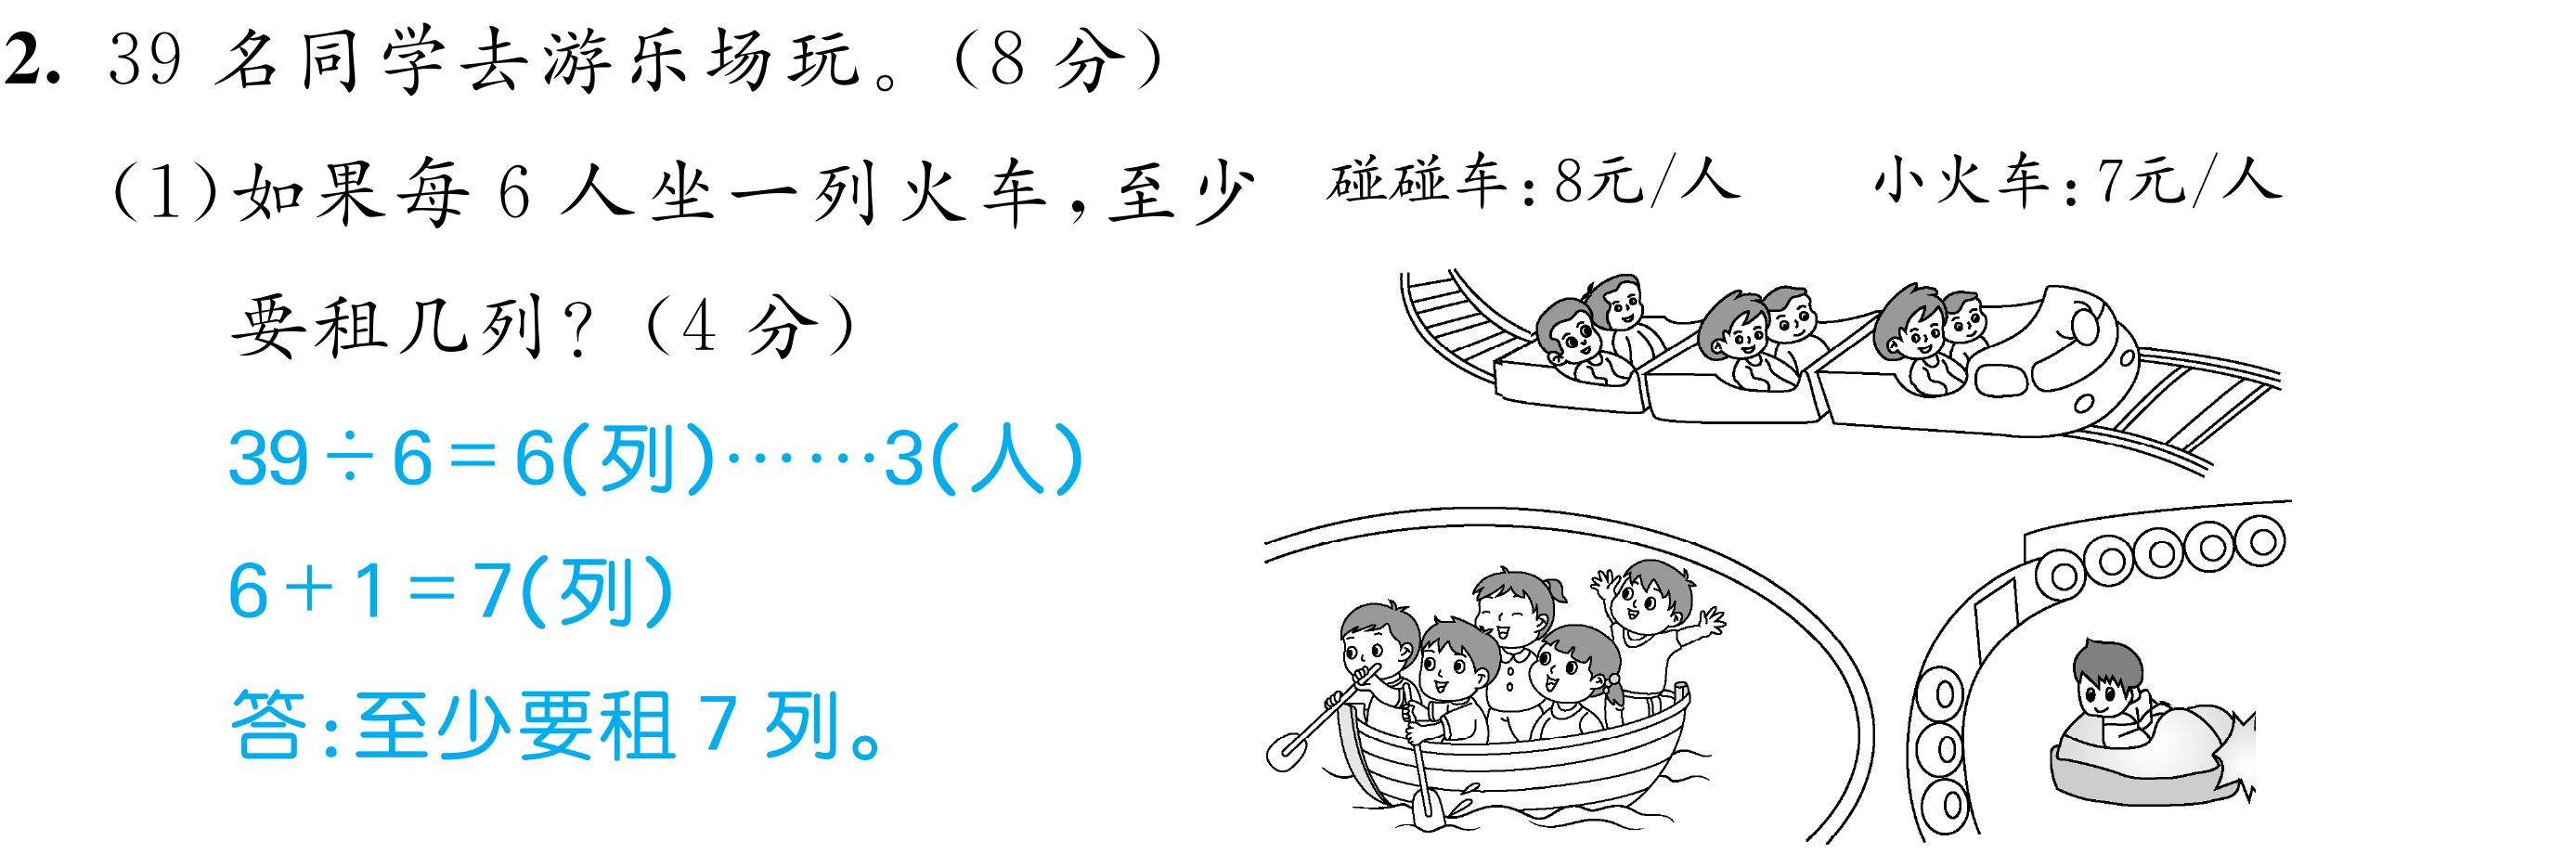 2. 39 名同学去游乐场玩。（8 分）
（1）如果每 6 人坐一列火车，至少
要租几列？（4 分）
39÷6＝6(列)……3(人)
6＋1＝7(列)
答：至少要租 7 列。
碰碰车：8元/人 小火车：7元/人